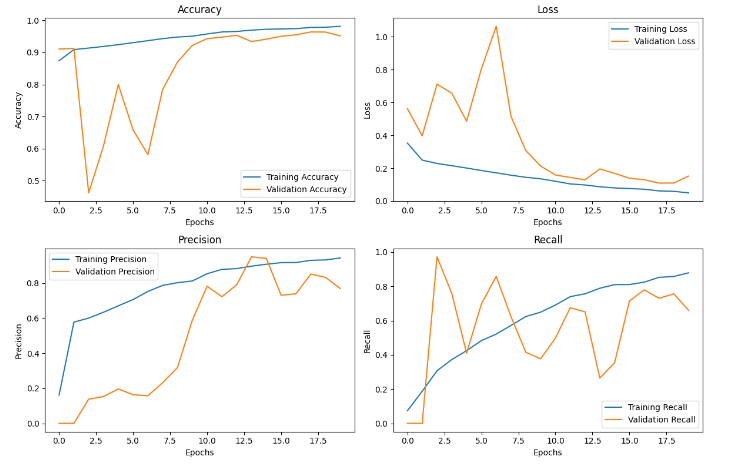 Accuracy
1.0
0.9
0.8
0.7
0.6
0.5
Accuracy
Training Accuracy
Validation Accuracy
0.0 2.5 5.0 7.5 10.0 12.5 15.0 17.5
Epochs
Loss
1.0
0.8
0.6
0.4
0.2
0.0
Loss
Training Loss
Validation Loss
0.0 2.5 5.0 7.5 10.0 12.5 15.0 17.5
Epochs
Precision
0.8
0.6
0.4
0.2
0.0
Precision
Training Precision
Validation Precision
0.0 2.5 5.0 7.5 10.0 12.5 15.0 17.5
Epochs
Recall
1.0
0.8
0.6
0.4
0.2
0.0
Recall
Training Recall
Validation Recall
0.0 2.5 5.0 7.5 10.0 12.5 15.0 17.5
Epochs